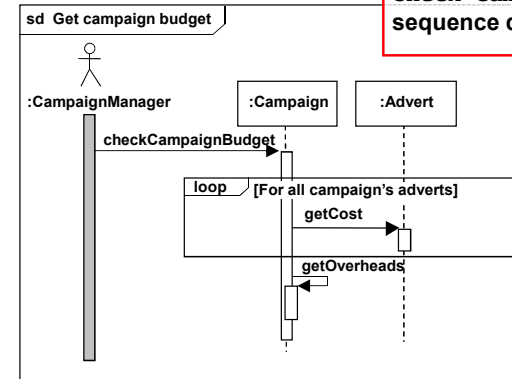 sequence
sd Get campaign budget
:CampaignManager
:Campaign
:Advert
checkCampaignBudget
loop
[For all campaign's adverts]
getCost
getOverheads